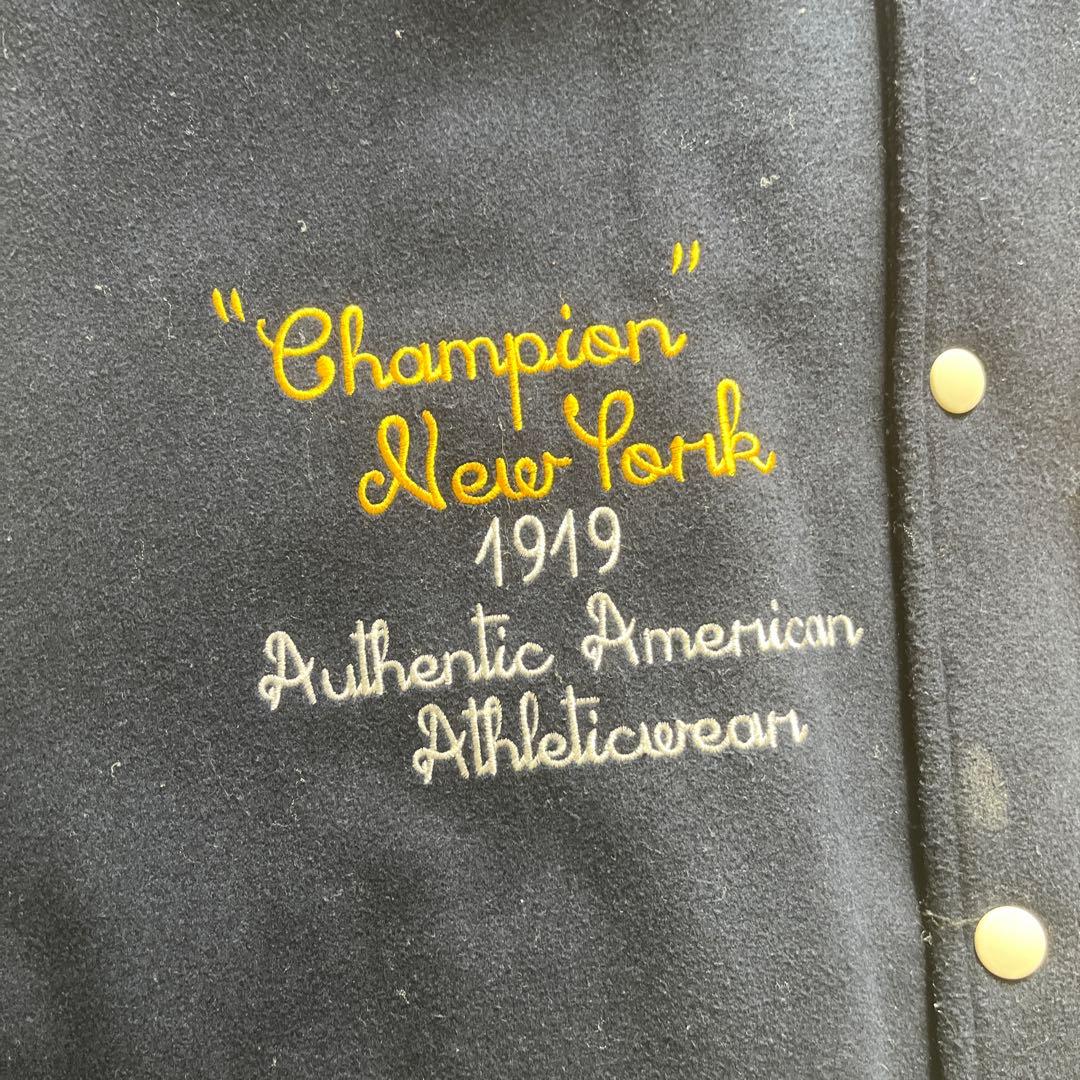 "Champion"
New York
1919
Authentic American
Athleticwear